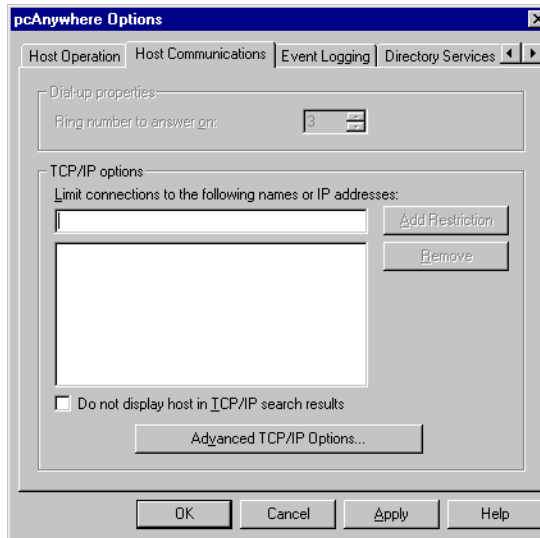 pcAnywhere Options
Host Operation Host Communications Event Logging Directory Services
Dial-up properties
Ring number to answer on: 3
TCP/IP options
Limit connections to the following names or IP addresses:
Add Restriction
Remove
Do not display host in TCP/IP search results
Advanced TCP/IP Options...
OK Cancel Apply Help